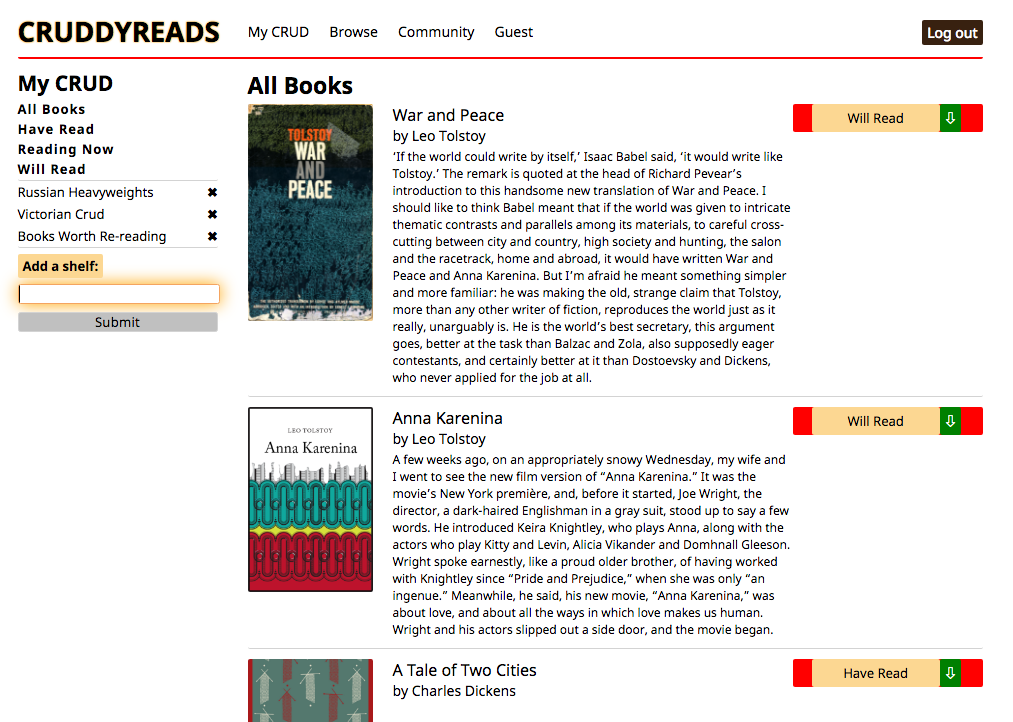 CRUDDYREADS
My CRUD Browse Community Guest
Log out
My CRUD
All Books
Have Read
Reading Now
Will Read
Russian Heavyweights ✖
Victorian Crud ✖
Books Worth Re-reading ✖
Add a shelf:
Submit
All Books
TOLSTOY
WAR
AND
PEACE
War and Peace
by Leo Tolstoy
‘If the world could write by itself,’ Isaac Babel said, ‘it would write like
Tolstoy.’ The remark is quoted at the head of Richard Pevear’s
introduction to this handsome new translation of War and Peace. I
should like to think Babel meant that if the world was given to intricate
thematic contrasts and parallels among its materials, to careful cross-
cutting between city and country, high society and hunting, the salon
and the racetrack, home and abroad, it would have written War and
Peace and Anna Karenina. But I’m afraid he meant something simpler
and more familiar: he was making the old, strange claim that Tolstoy,
more than any other writer of fiction, reproduces the world just as it
really, unarguably is. He is the world’s best secretary, this argument
goes, better at the task than Balzac and Zola, also supposedly eager
contestants, and certainly better at it than Dostoevsky and Dickens,
who never applied for the job at all.
Will Read ⇩
LEO TOLSTOY
Anna Karenina
Anna Karenina
by Leo Tolstoy
A few weeks ago, on an appropriately snowy Wednesday, my wife and
I went to see the new film version of “Anna Karenina.” It was the
movie’s New York première, and, before it started, Joe Wright, the
director, a dark-haired Englishman in a gray suit, stood up to say a few
words. He introduced Keira Knightley, who plays Anna, along with the
actors who play Kitty and Levin, Alicia Vikander and Domhnall Gleeson.
Wright spoke earnestly, like a proud older brother, of having worked
with Knightley since “Pride and Prejudice,” when she was only “an
ingenue.” Meanwhile, he said, his new movie, “Anna Karenina,” was
about love, and about all the ways in which love makes us human.
Wright and his actors slipped out a side door, and the movie began.
Will Read ⇩
A Tale of Two Cities
by Charles Dickens
Have Read ⇩